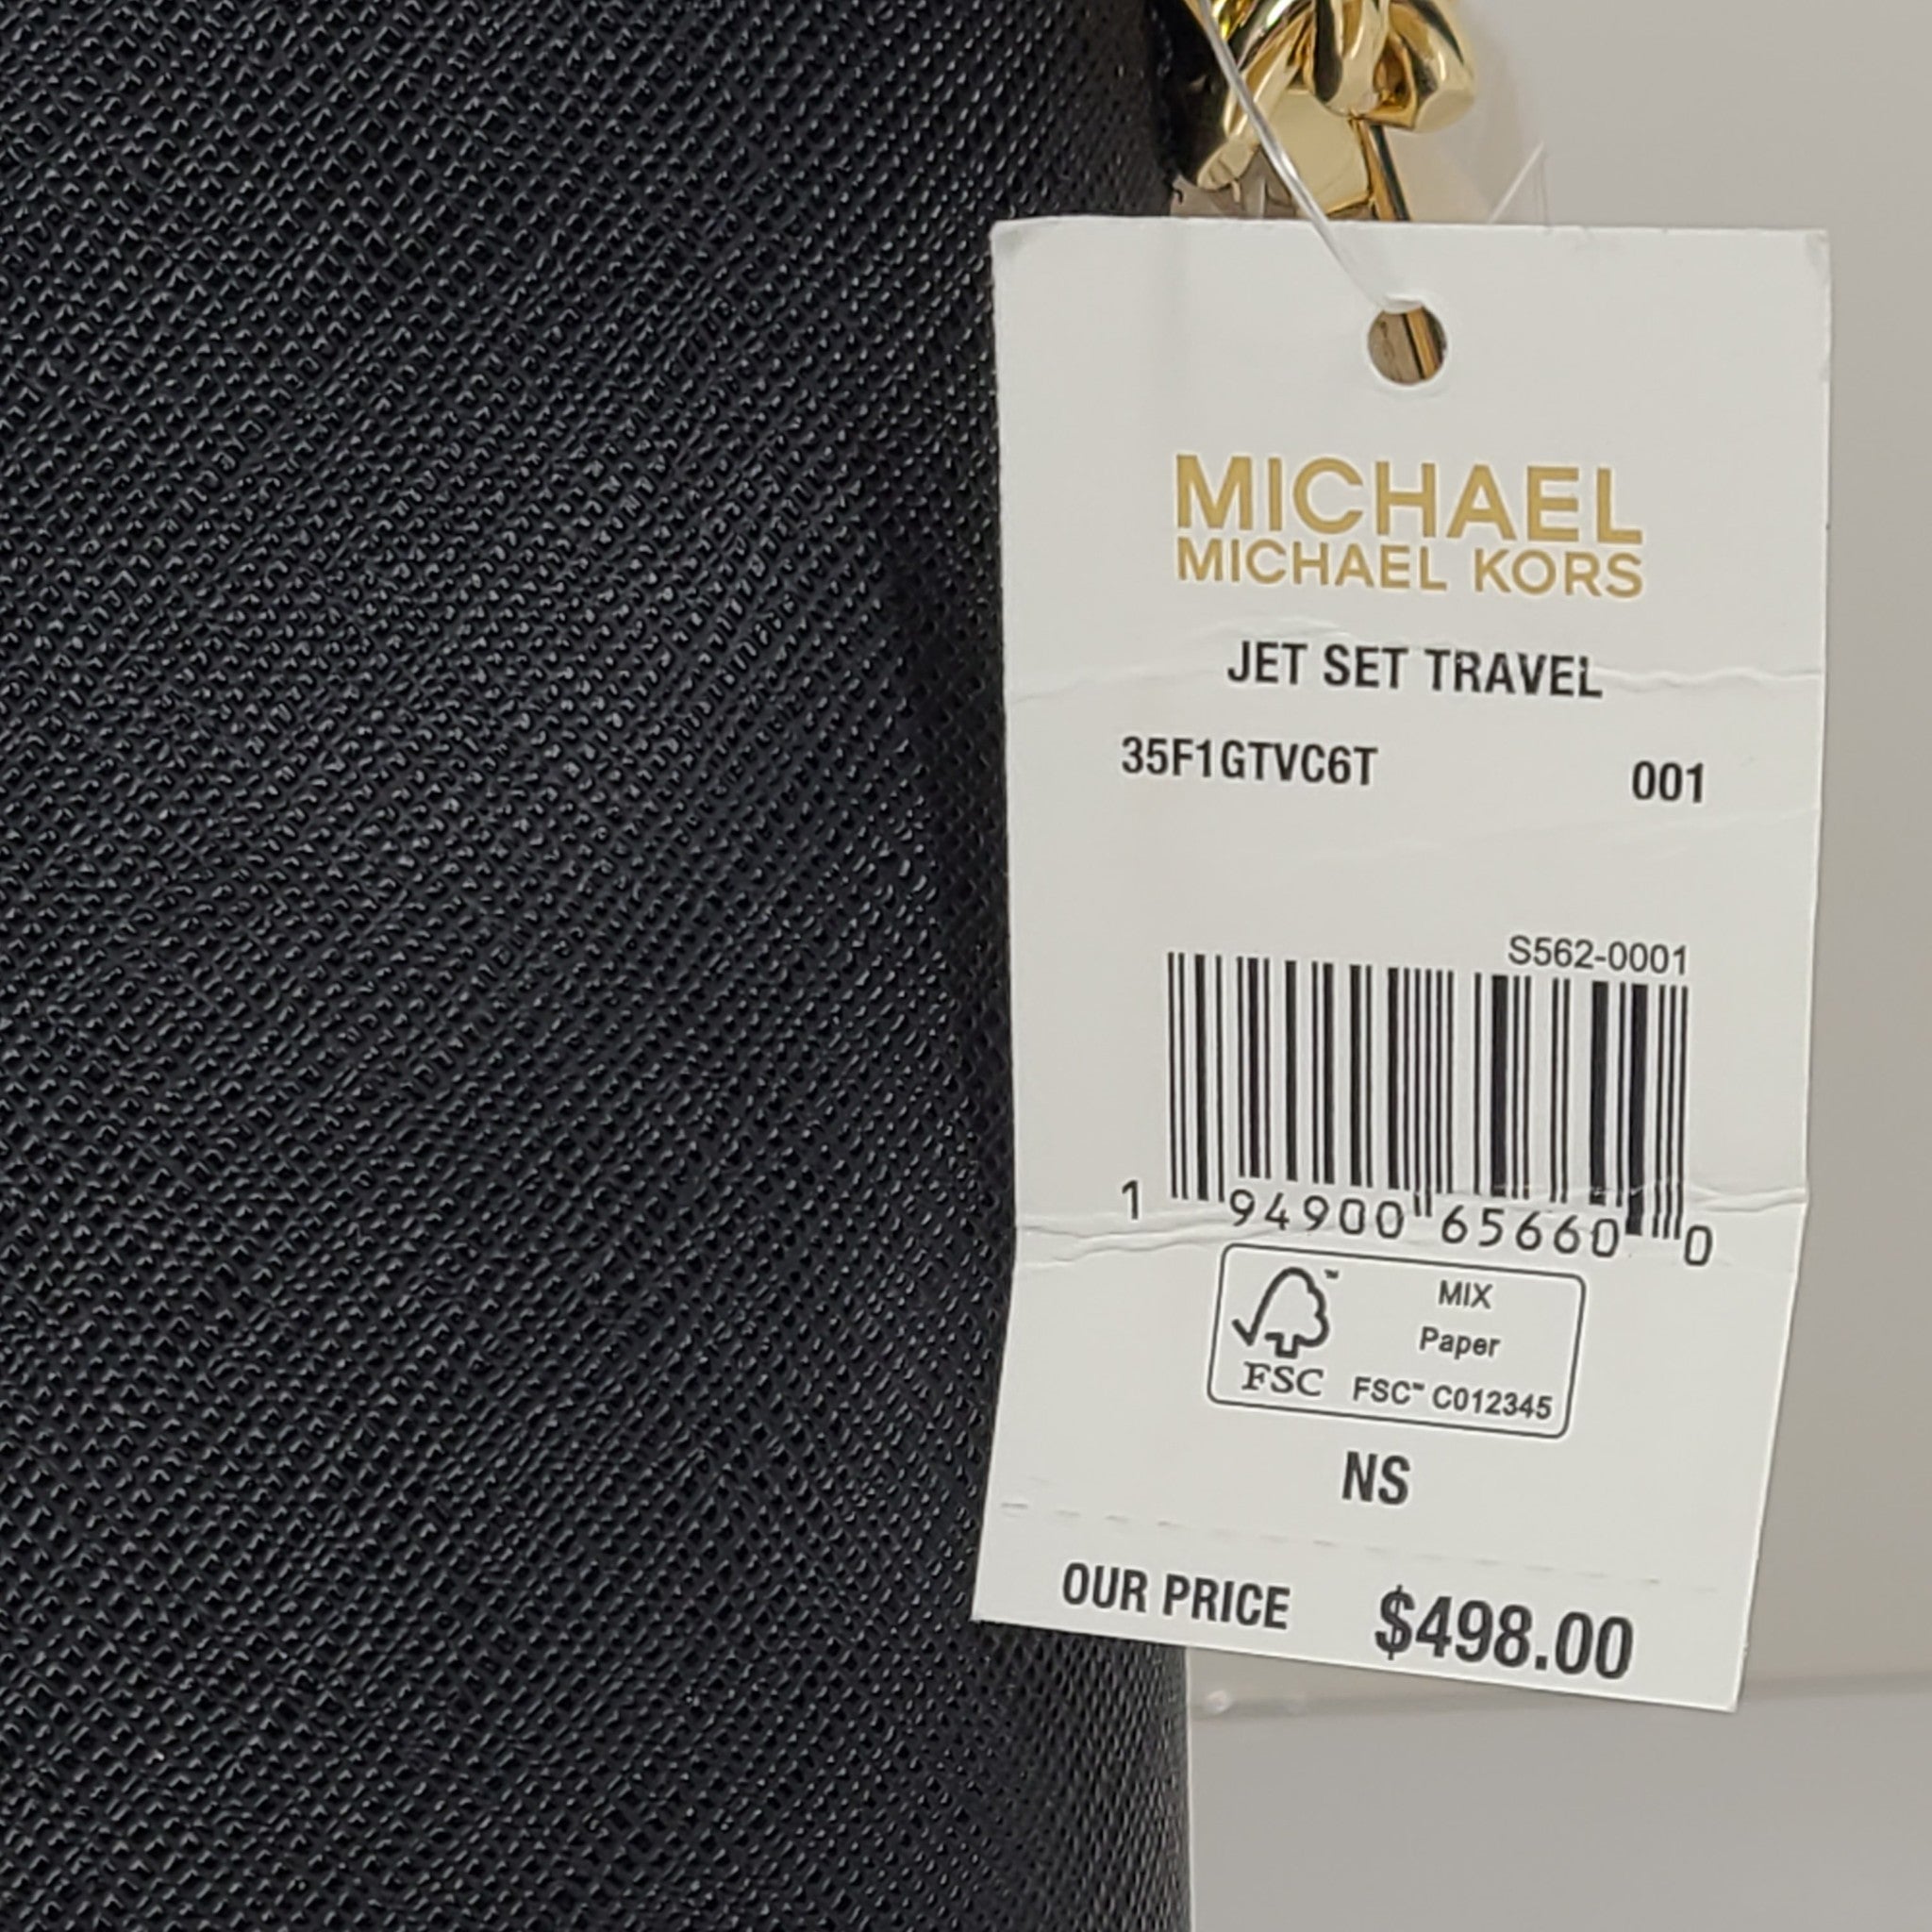 MICHAEL
MICHAEL KORS
JET SET TRAVEL
35F1GTVC6T 001
S562-0001
1 94900 65660 0
FSC
MIX
Paper
FSC™ C012345
NS
OUR PRICE $498.00